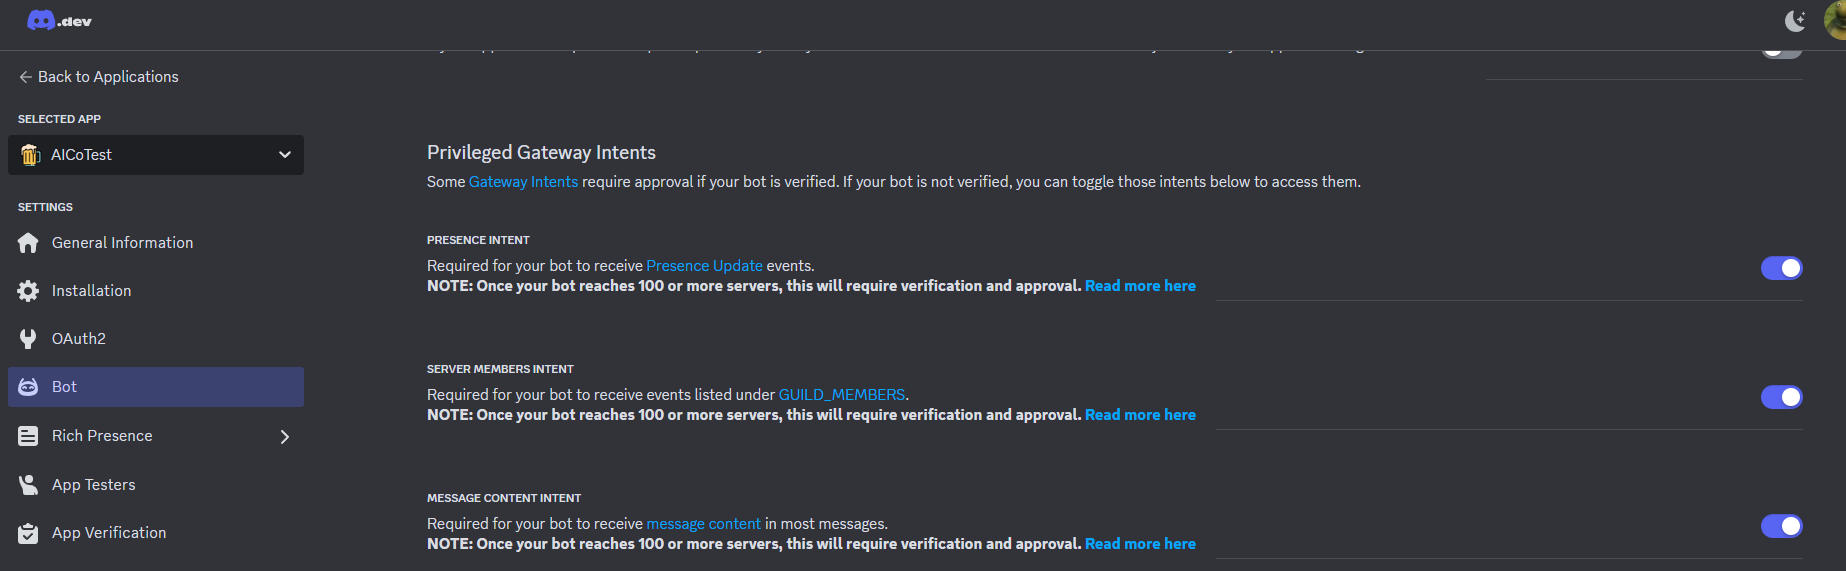 .dev
Back to Applications
SELECTED APP
AICoTest
SETTINGS
General Information
Installation
OAuth2
Bot
Rich Presence
App Testers
App Verification
Privileged Gateway Intents
Some Gateway Intents require approval if your bot is verified. If your bot is not verified, you can toggle those intents below to access them.
PRESENCE INTENT
Required for your bot to receive Presence Update events.
NOTE: Once your bot reaches 100 or more servers, this will require verification and approval. Read more here
SERVER MEMBERS INTENT
Required for your bot to receive events listed under GUILD_MEMBERS.
NOTE: Once your bot reaches 100 or more servers, this will require verification and approval. Read more here
MESSAGE CONTENT INTENT
Required for your bot to receive message content in most messages.
NOTE: Once your bot reaches 100 or more servers, this will require verification and approval. Read more here